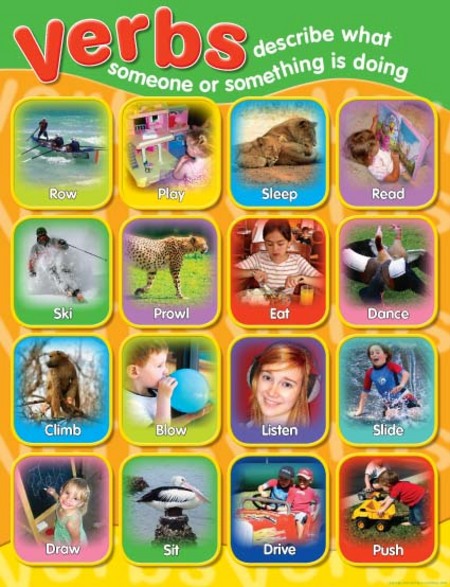 Verbs describe what
someone or something is doing
Row
Play
Sleep
Read
Ski
Prowl
Eat
Dance
Climb
Blow
Listen
Slide
Draw
Sit
Drive
Push